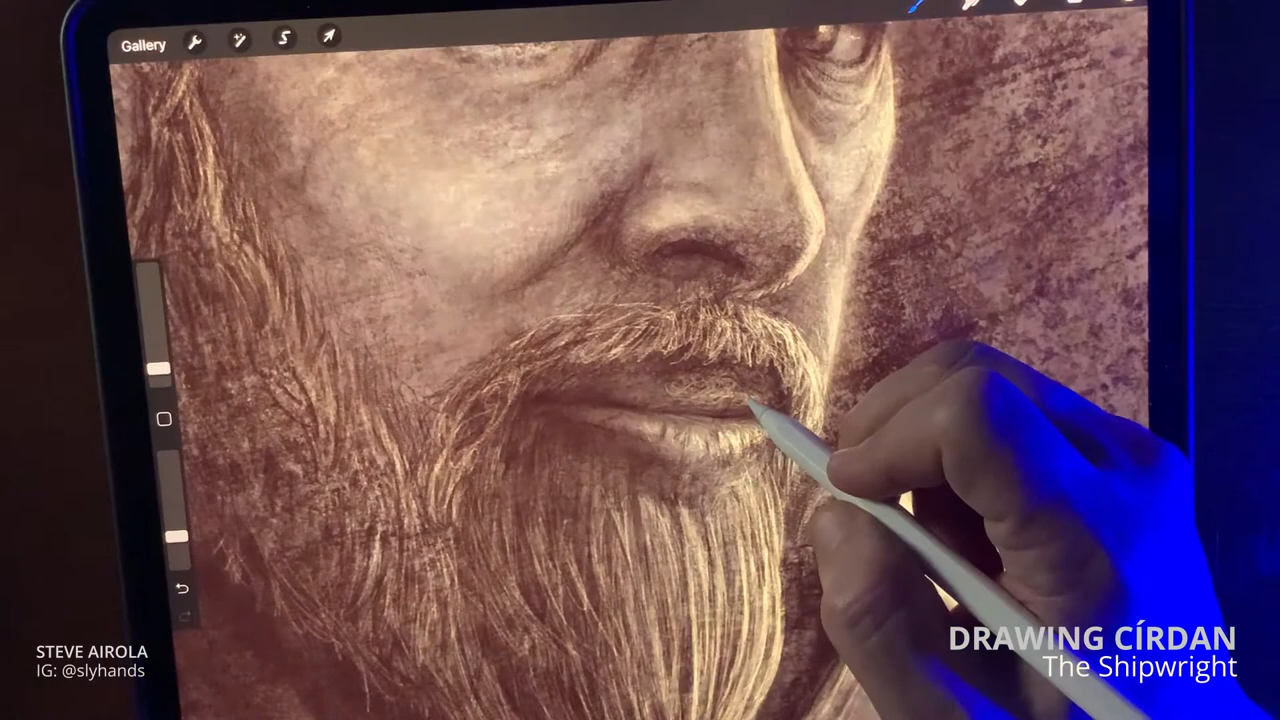 Gallery
STEVE AIROLA
IG: @slyhands
DRAWING CÍRDAN
The Shipwright